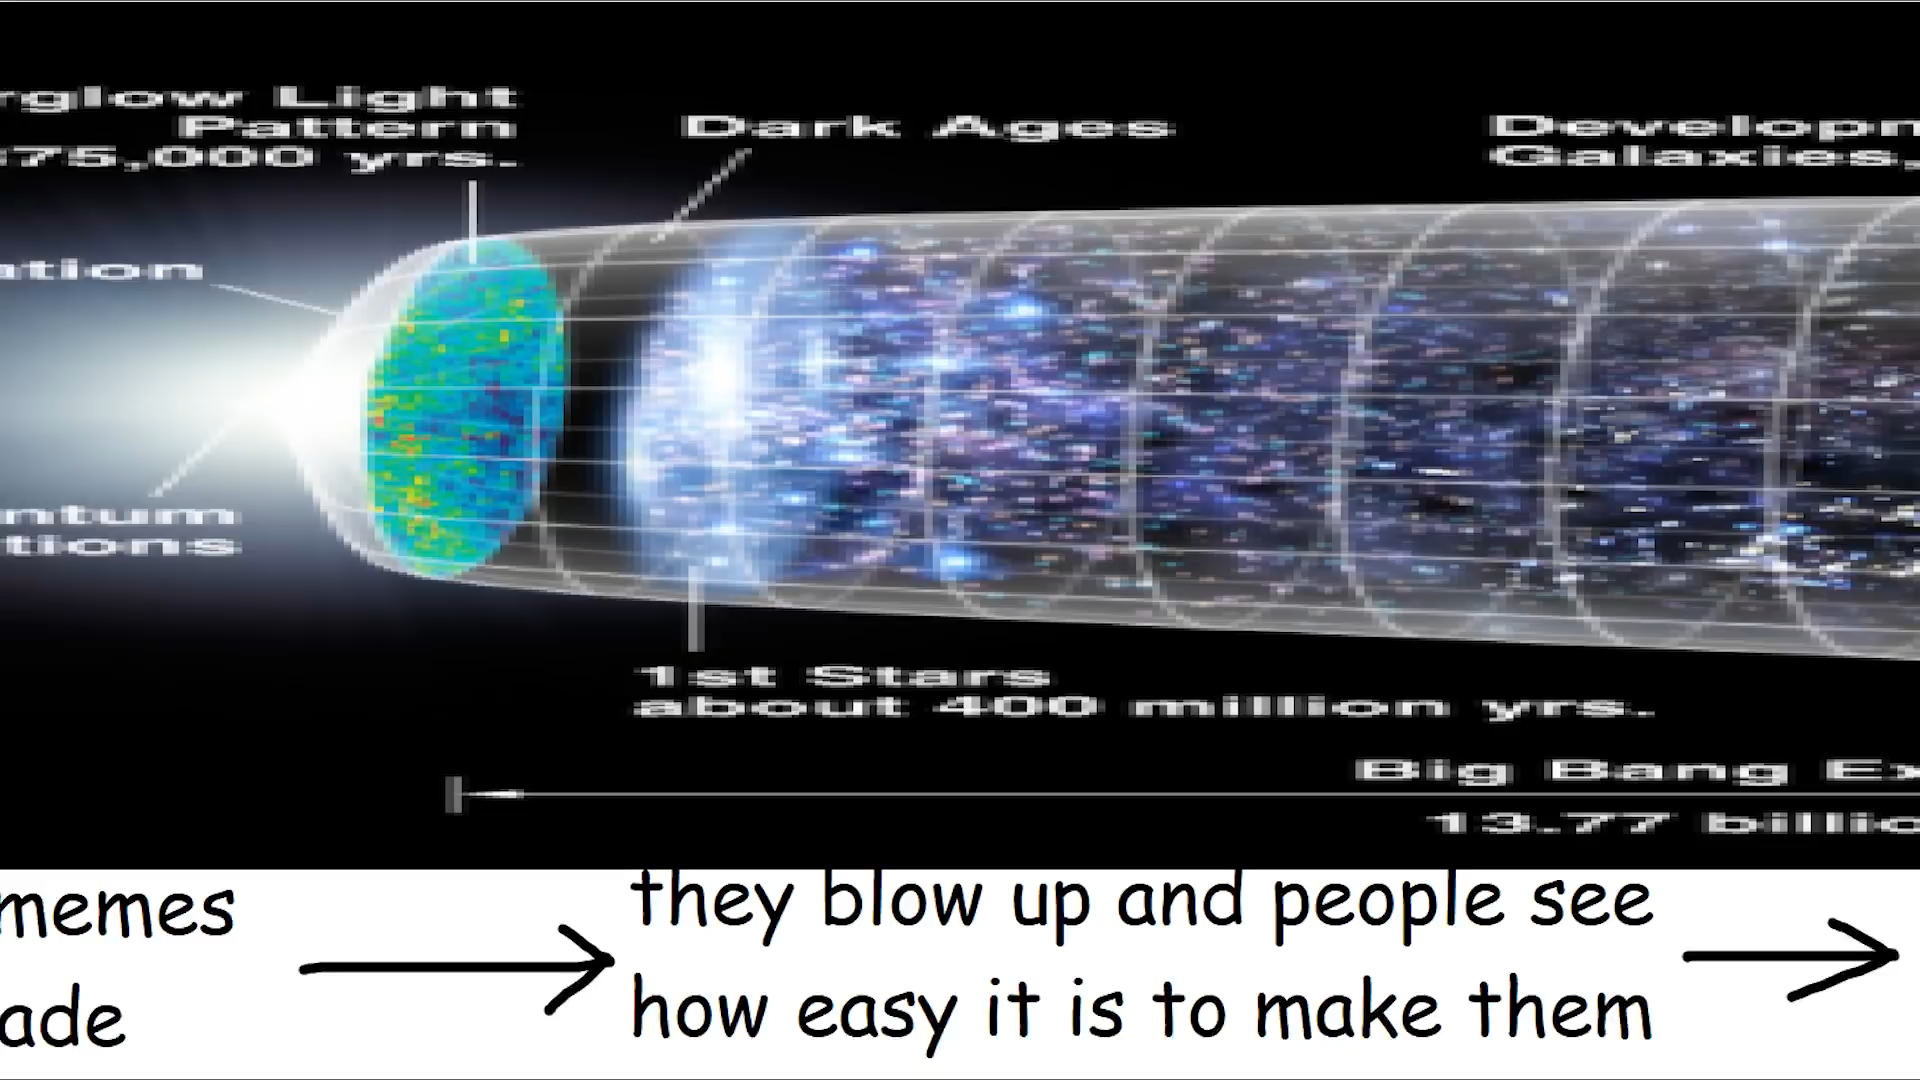 rglow Light
Pattern
375,000 yrs.
Dark Ages
Developm
Galaxies,
ation
ntum
tions
1st Stars
about 400 million yrs.
Big Bang Ex
13.77 billio
memes
ade
they blow up and people see
how easy it is to make them